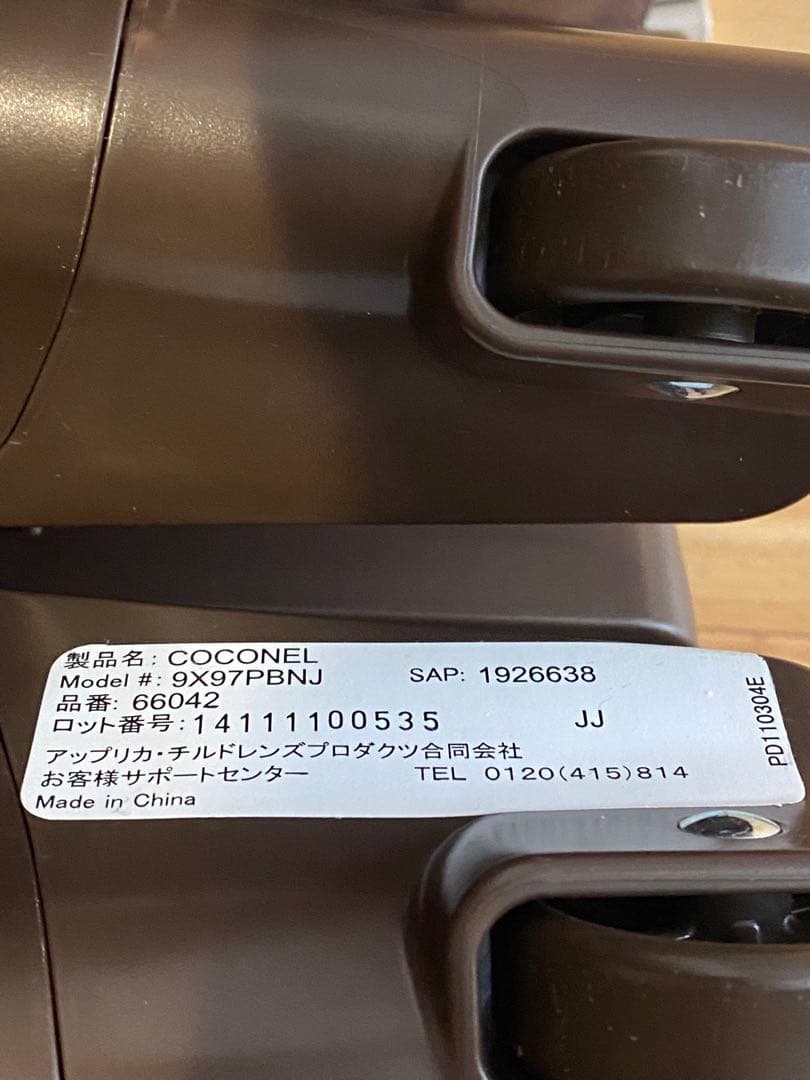 製品名: COCONEL
Model #: 9X97PBNJ SAP: 1926638
品番: 66042
ロット番号: 14111100535 JJ
アップリカ・チルドレンズプロダクツ合同会社
お客様サポートセンター TEL 0120(415)814
Made in China
PD110304E